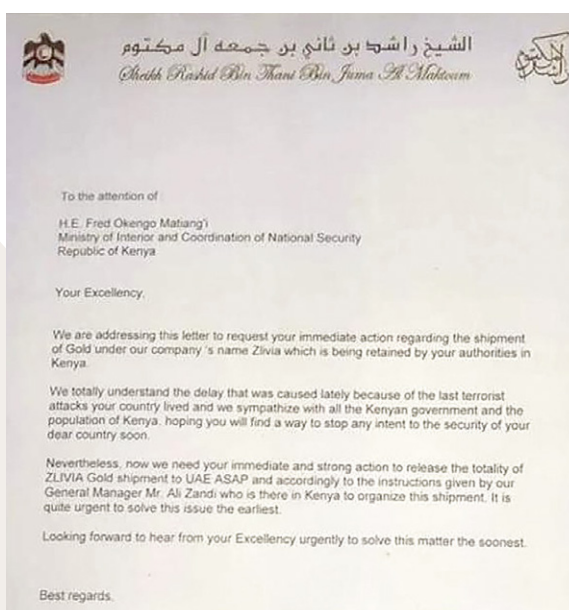 الشيخ راشد بن ثاني بن جمعه آل مكتوم
Sheikh Rashid Bin Thani Bin Juma Al Maktoum
To the attention of
H.E. Fred Okengo Matiang'i
Ministry of Interior and Coordination of National Security
Republic of Kenya
Your Excellency,
We are addressing this letter to request your immediate action regarding the shipment
of Gold under our company 's name Zlivia which is being retained by your authorities in
Kenya.
We totally understand the delay that was caused lately because of the last terrorist
attacks your country lived and we sympathize with all the Kenyan government and the
population of Kenya, hoping you will find a way to stop any intent to the security of your
dear country soon.
Nevertheless, now we need your immediate and strong action to release the totality of
ZLIVIA Gold shipment to UAE ASAP and accordingly to the instructions given by our
General Manager Mr. Ali Zandi who is there in Kenya to organize this shipment. It is
quite urgent to solve this issue the earliest.
Looking forward to hear from your Excellency urgently to solve this matter the soonest.
Best regards,